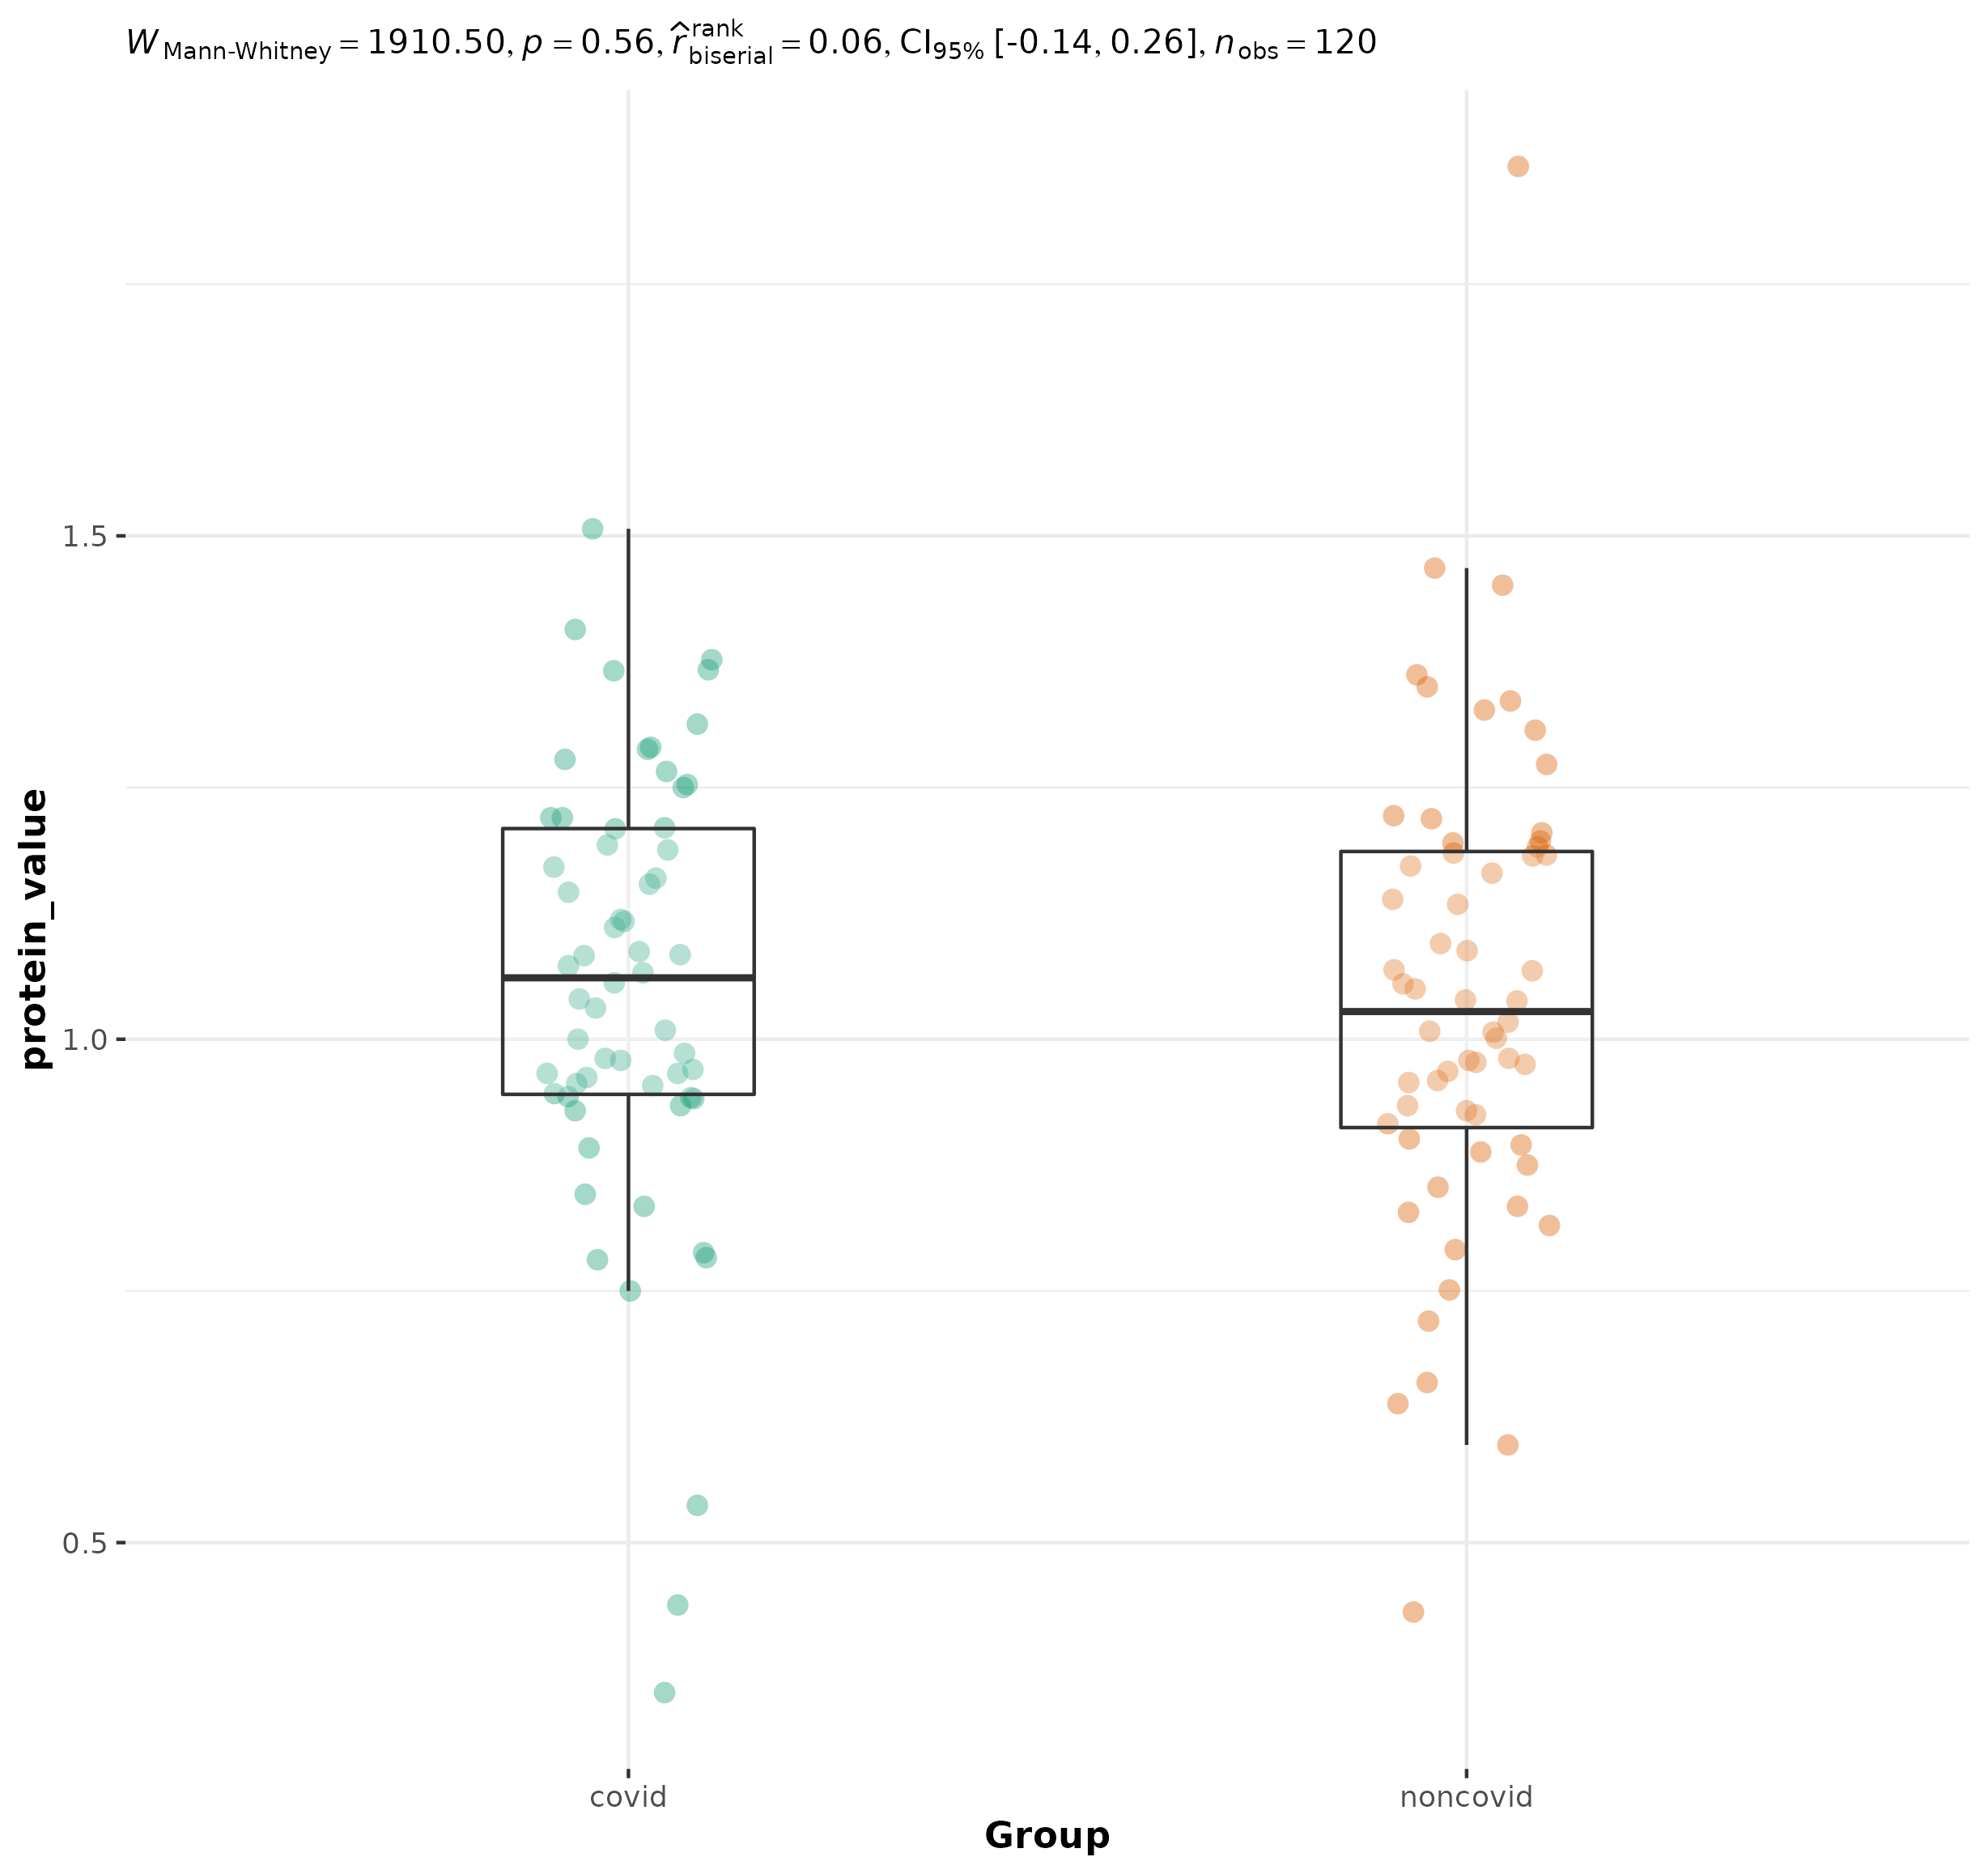 W Mann-Whitney = 1910.50, p = 0.56, r̂ rank biserial = 0.06, CI95% [-0.14, 0.26], nobs = 120
protein_value
1.5
1.0
0.5
covid noncovid
Group